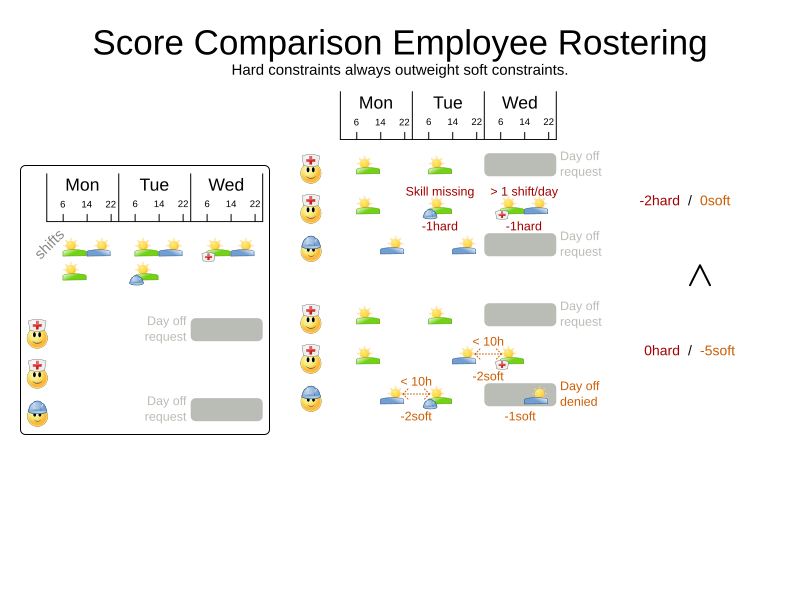 Score Comparison Employee Rostering
Hard constraints always outweight soft constraints.
Mon Tue Wed
6 14 22 6 14 22 6 14 22
shifts
Day off
request
Day off
request
Mon Tue Wed
6 14 22 6 14 22 6 14 22
Day off
request
Skill missing > 1 shift/day
-1hard -1hard
Day off
request
-2hard / 0soft
Day off
request
< 10h
-2soft
< 10h
-2soft
Day off
denied
-1soft
0hard / -5soft